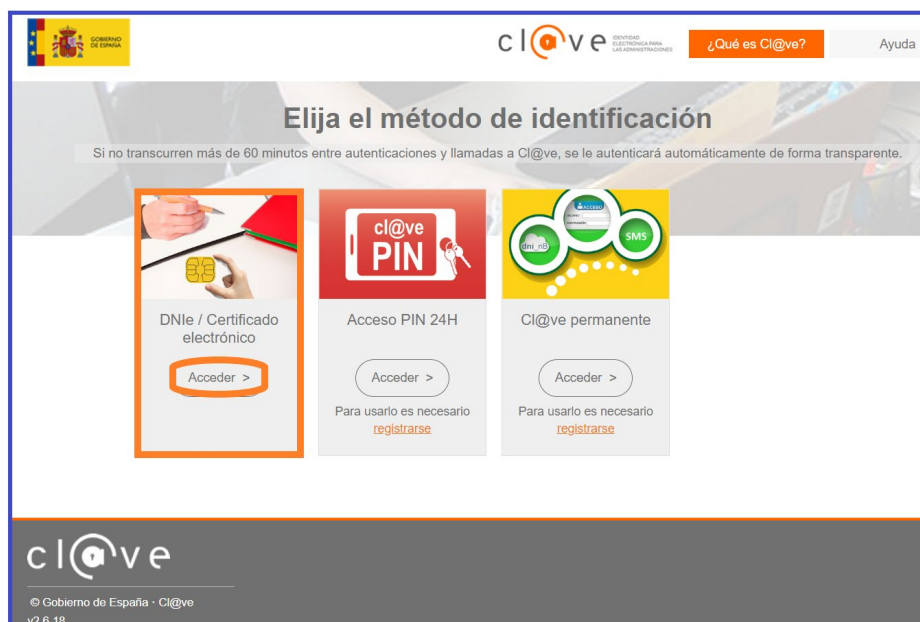 GOBIERNO
DE ESPAÑA
cl@ve
IDENTIDAD
ELECTRÓNICA PARA
LAS ADMINISTRACIONES
¿Qué es Cl@ve?
Ayuda
Elija el método de identificación
Si no transcurren más de 60 minutos entre autenticaciones y llamadas a Cl@ve, se le autenticará automáticamente de forma transparente.
cl@ve
PIN
ACCESO
dni_nB
SMS
DNIe / Certificado
electrónico
Acceso PIN 24H
Cl@ve permanente
Acceder >
Acceder >
Acceder >
Para usarlo es necesario
registrarse
Para usarlo es necesario
registrarse
cl@ve
© Gobierno de España · Cl@ve
v2.6.18